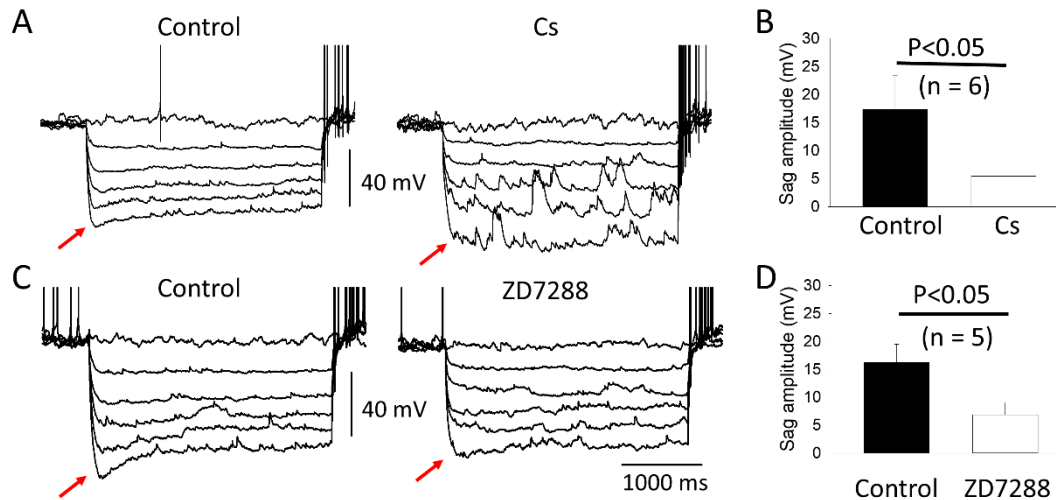 A
Control
Cs
40 mV
B
Sag amplitude (mV)
30
25
20
15
10
5
0
P<0.05
(n = 6)
Control
Cs
C
Control
ZD7288
40 mV
1000 ms
D
Sag amplitude (mV)
30
25
20
15
10
5
0
P<0.05
(n = 5)
Control
ZD7288